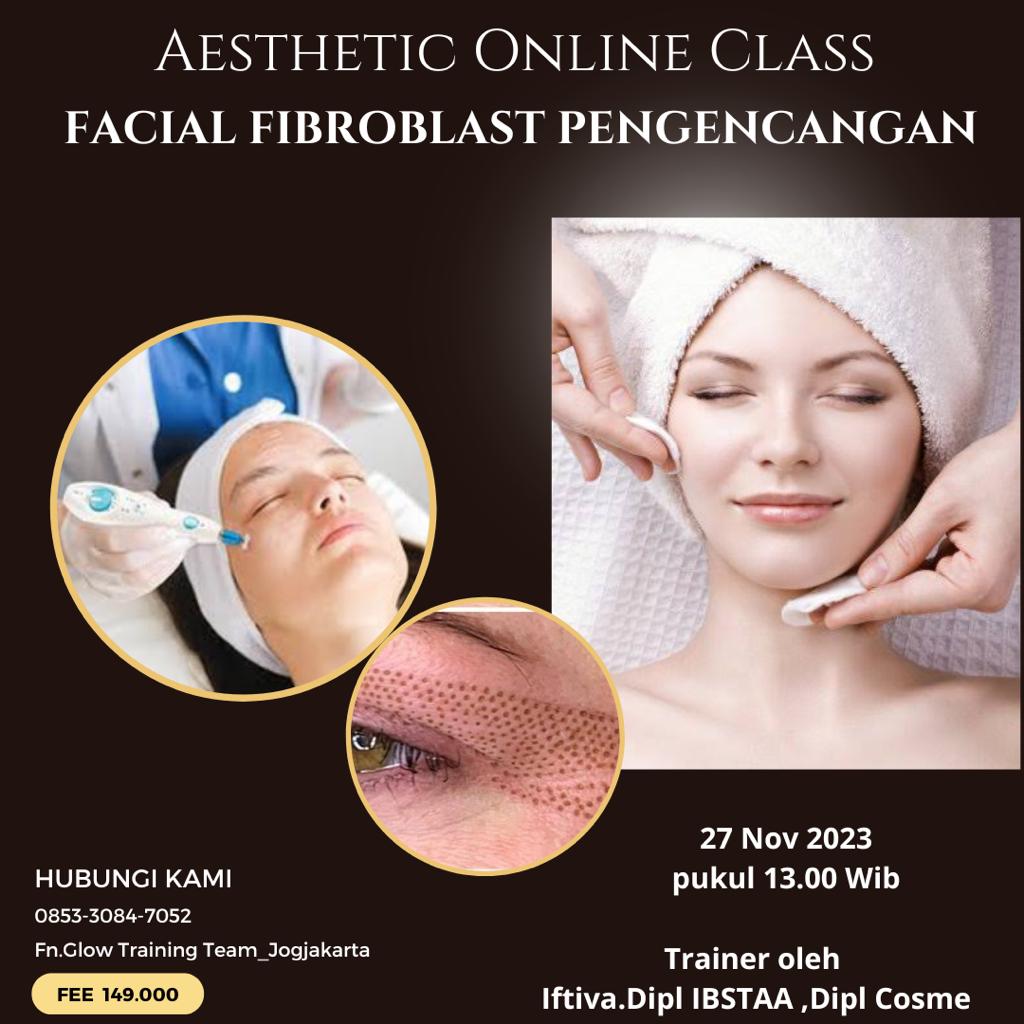 AESTHETIC ONLINE CLASS
FACIAL FIBROBLAST PENGENCANGAN
27 Nov 2023
pukul 13.00 Wib
HUBUNGI KAMI
0853-3084-7052
Fn.Glow Training Team_Jogjakarta
FEE 149.000
Trainer oleh
Iftiva.Dipl IBSTAA ,Dipl Cosme